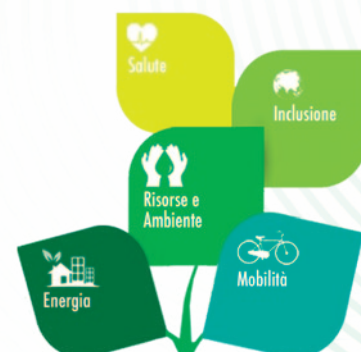 Salute
Inclusione
Risorse e
Ambiente
Energia
Mobilità